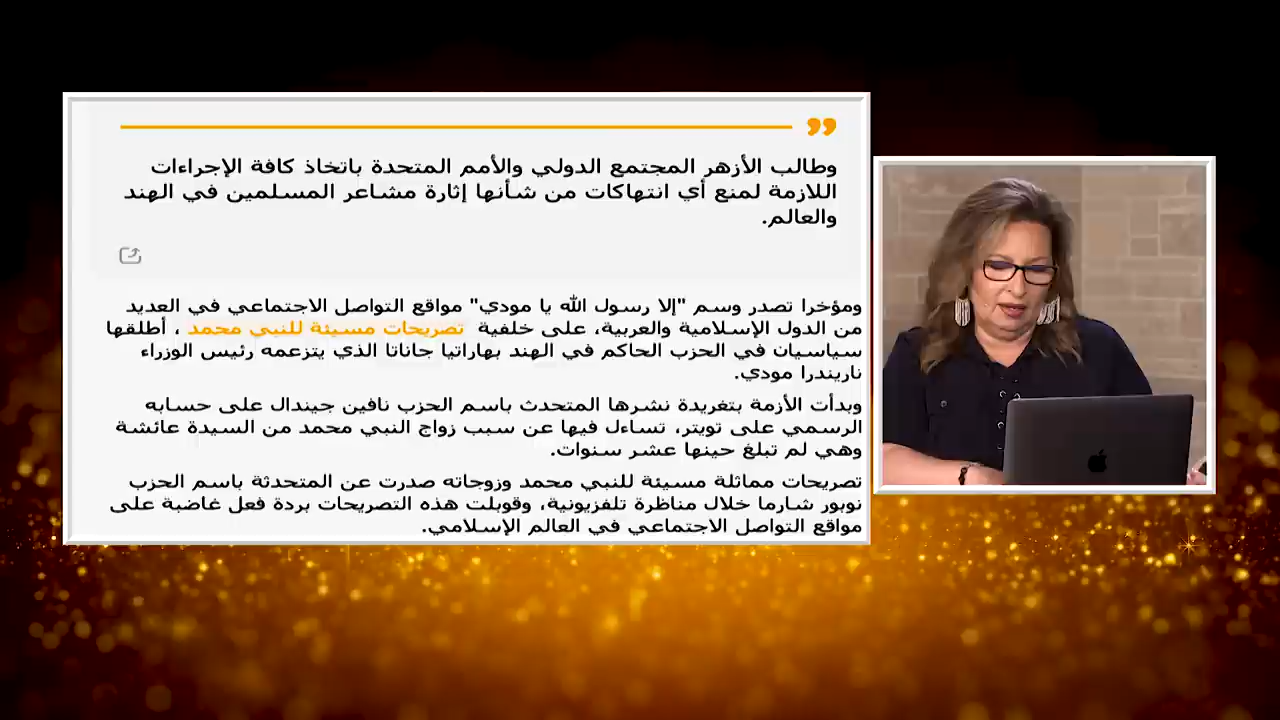 وطالب الأزهر المجتمع الدولي والأمم المتحدة باتخاذ كافة الإجراءات
اللازمة لمنع أي انتهاكات من شأنها إثارة مشاعر المسلمين في الهند
والعالم.
ومؤخرا تصدر وسم "إلا رسول الله يا مودي" مواقع التواصل الاجتماعي في العديد
من الدول الإسلامية والعربية، على خلفية تصريحات مسيئة للنبي محمد ، أطلقها
سياسيان في الحزب الحاكم في الهند بهاراتيا جاناتا الذي يتزعمه رئيس الوزراء
ناريندرا مودي.
وبدأت الأزمة بتغريدة نشرها المتحدث باسم الحزب نافين جيندال على حسابه
الرسمي على تويتر، تساءل فيها عن سبب زواج النبي محمد من السيدة عائشة
وهي لم تبلغ حينها عشر سنوات.
تصريحات مماثلة مسيئة للنبي محمد وزوجاته صدرت عن المتحدثة باسم الحزب
نوبور شارما خلال مناظرة تلفزيونية، وقوبلت هذه التصريحات بردة فعل غاضبة على
مواقع التواصل الاجتماعي في العالم الإسلامي.